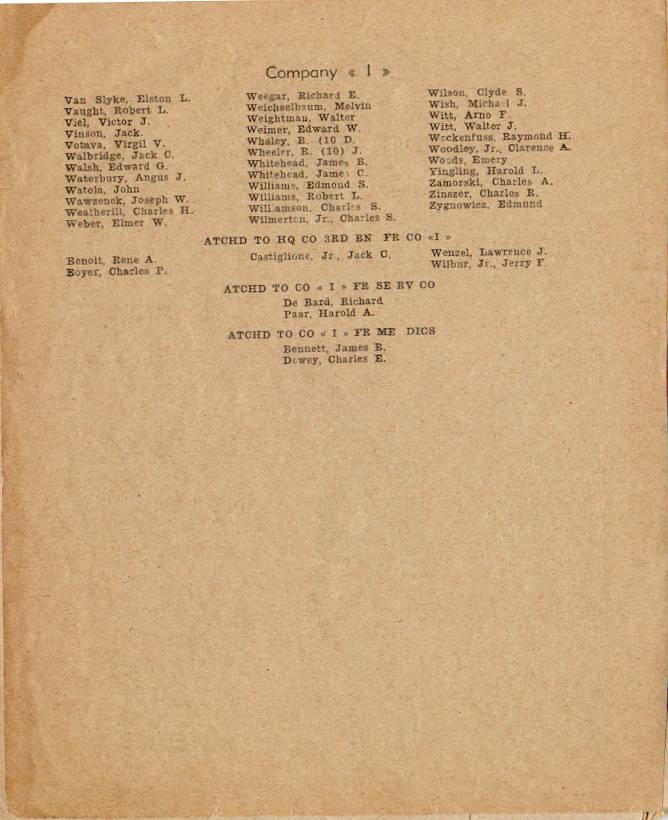 Company « I »
Van Slyke, Elston L.
Vaught, Robert L.
Viel, Victor J.
Vinson, Jack.
Votava, Virgil V.
Walbridge, Jack C.
Walsh, Edward G.
Waterbury, Angus J.
Watola, John
Wawzenek, Joseph W.
Weatherill, Charles H.
Weber, Elmer W.
Weegar, Richard E.
Weichselbaum, Melvin
Weightman, Walter
Weimer, Edward W.
Whaley, R. (10 D.
Wheeler, R. (10) J.
Whitehead, James B.
Whitehead, James C.
Williams, Edmond S.
Williams, Robert L.
Williamson, Charles S.
Wilmerton, Jr., Charles S.
Wilson, Clyde S.
Wish, Michael J.
Witt, Arno F.
Witt, Walter J.
Wockenfuss, Raymond H.
Woodley, Jr., Clarence A.
Woods, Emery
Yingling, Harold L.
Zamorski, Charles A.
Zinszer, Charles R.
Zygnowicz, Edmund
ATCHD TO HQ CO 3RD BN FR CO «I »
Benoit, Rene A.
Boyer, Charles P.
Castiglione, Jr., Jack C.
Wenzel, Lawrence J.
Wilbur, Jr., Jerry F.
ATCHD TO CO « I » FR SE RV CO
De Bard, Richard
Paar, Harold A.
ATCHD TO CO « I » FR ME DICS
Bennett, James B.
Dewey, Charles E.